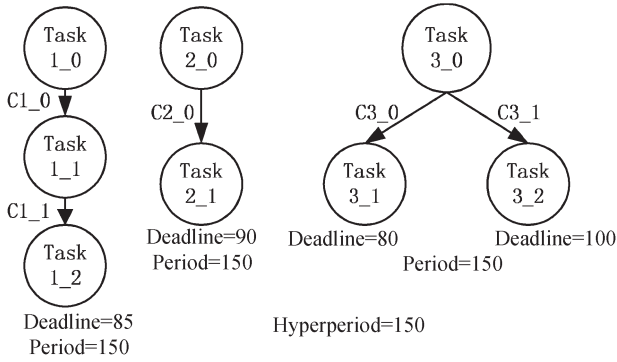 Task
1_0
C1_0
Task
1_1
C1_1
Task
1_2
Deadline=85
Period=150
Task
2_0
C2_0
Task
2_1
Deadline=90
Period=150
Task
3_0
C3_0
C3_1
Task
3_1
Task
3_2
Deadline=80
Deadline=100
Period=150
Hyperperiod=150